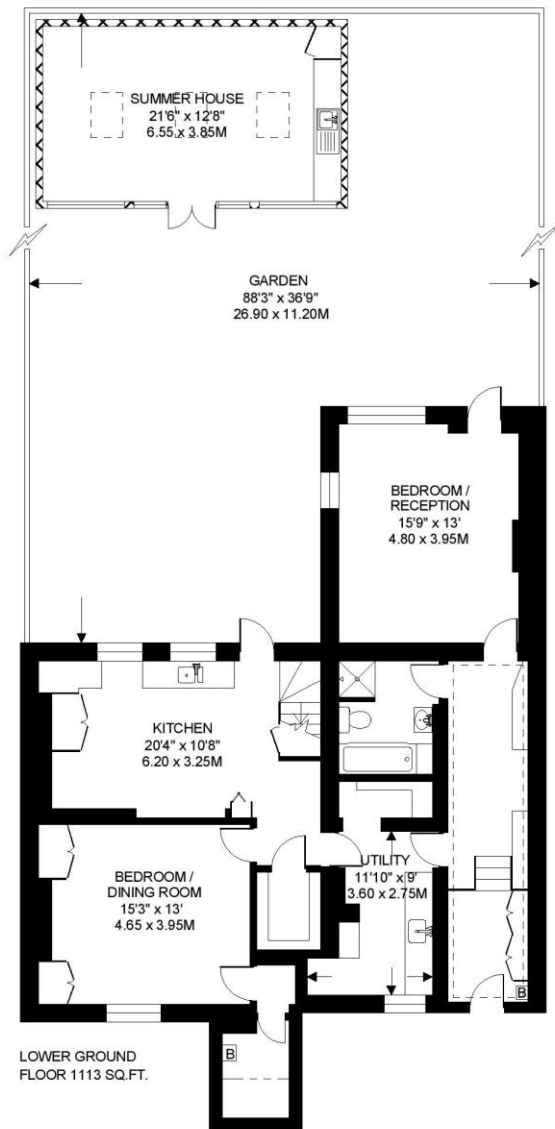 SUMMER HOUSE
21'6" x 12'8"
6.55 x 3.85M
GARDEN
88'3" x 36'9"
26.90 x 11.20M
BEDROOM /
RECEPTION
15'9" x 13'
4.80 x 3.95M
KITCHEN
20'4" x 10'8"
6.20 x 3.25M
BEDROOM /
DINING ROOM
15'3" x 13'
4.65 x 3.95M
UTILITY
11'10" x 9'
3.60 x 2.75M
B
B
LOWER GROUND
FLOOR 1113 SQ.FT.